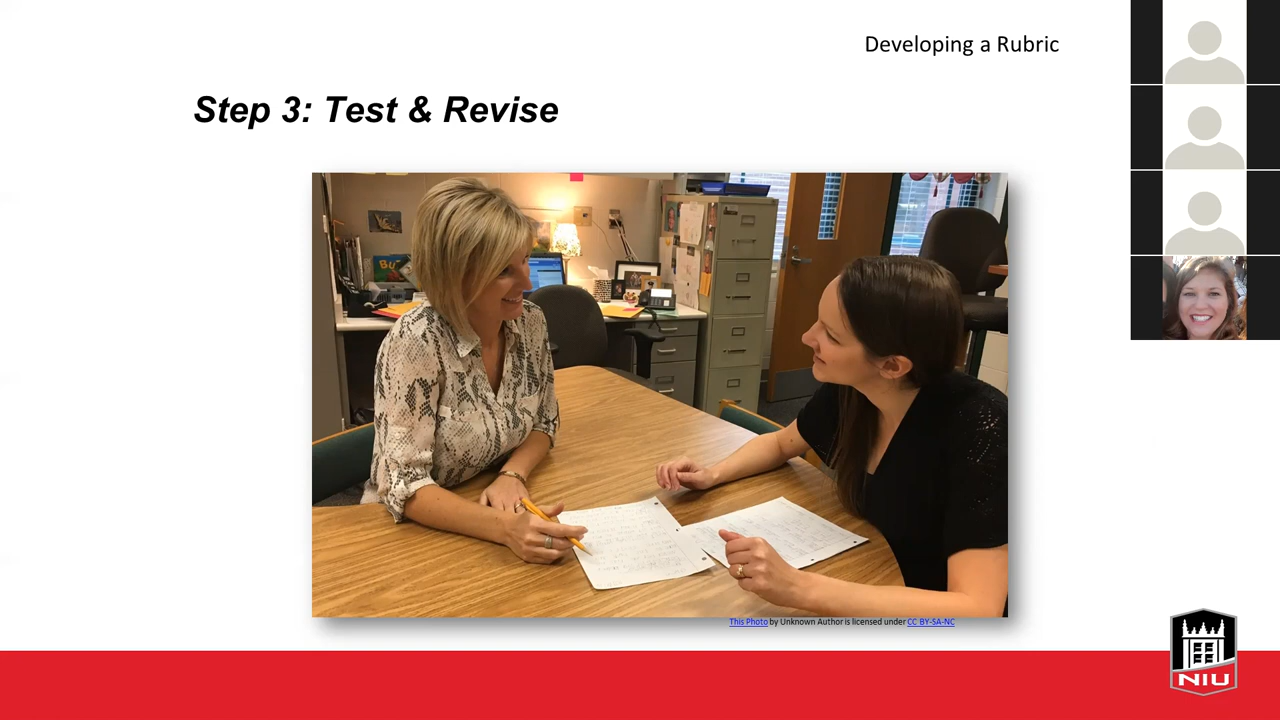 Developing a Rubric
Step 3: Test & Revise
BU
This Photo by Unknown Author is licensed under CC BY-SA-NC
NIU